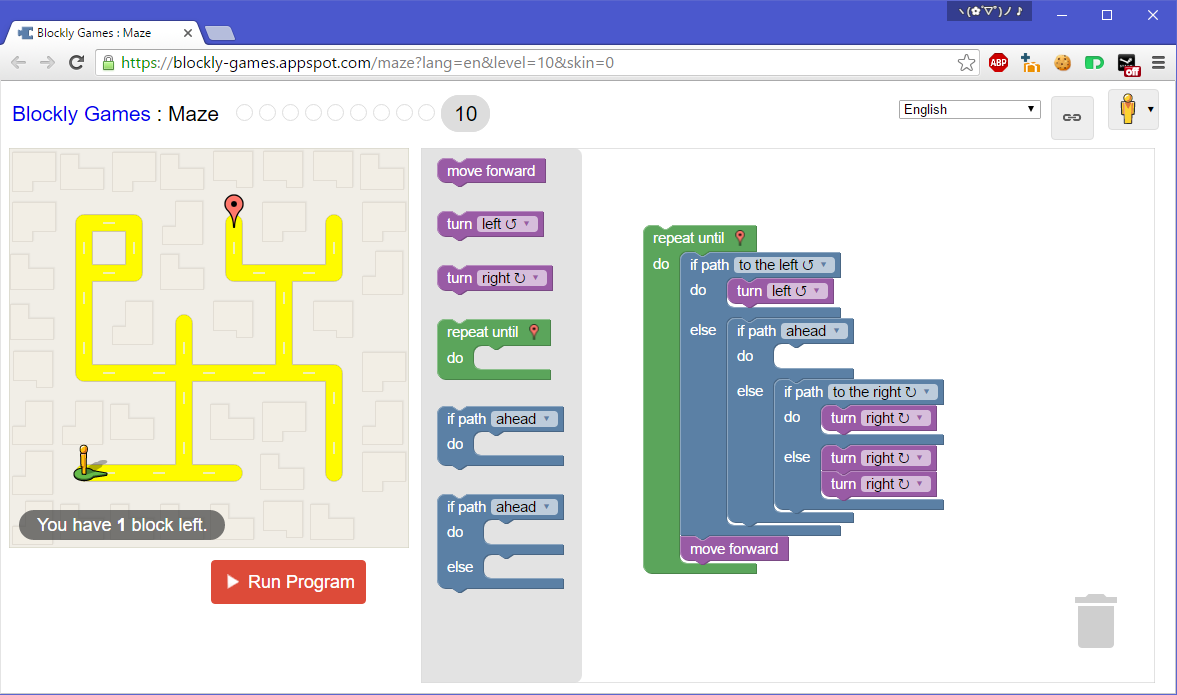 ヽ(✿ ▽ )ノ ♪
Blockly Games : Maze
https://blockly-games.appspot.com/maze?lang=en&level=10&skin=0
ABP
off
Blockly Games : Maze
10
English
You have 1 block left.
Run Program
move forward
turn left ↺
turn right ↻
repeat until
do
if path ahead
do
if path ahead
do
else
repeat until
do
if path to the left ↺
do
turn left ↺
else
if path ahead
do
else
if path to the right ↻
do
turn right ↻
else
turn right ↻
turn right ↻
move forward